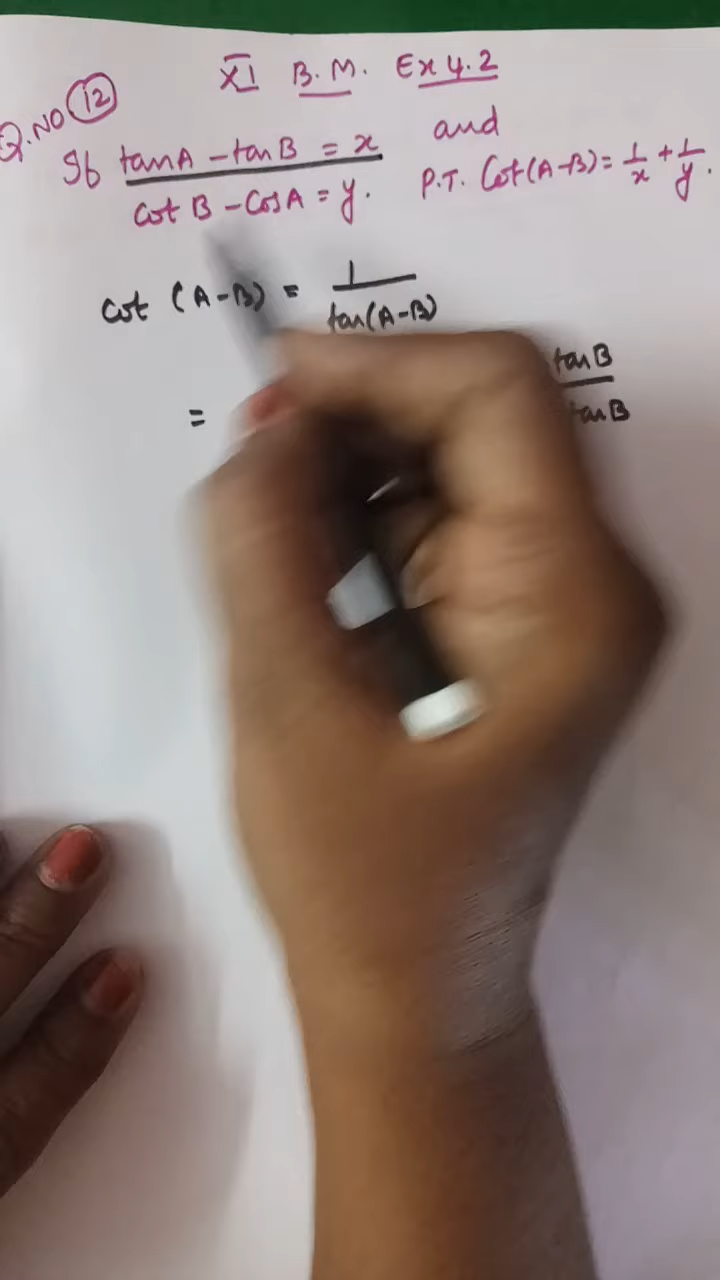 XI B.M. Ex 4.2
Q.NO 12
If tanA - tanB = x and
cot B - CosA = y. P.T. Cot(A-B) = 1/x + 1/y.
cot (A-B) = 1/tan(A-B)
= tanB / tanB